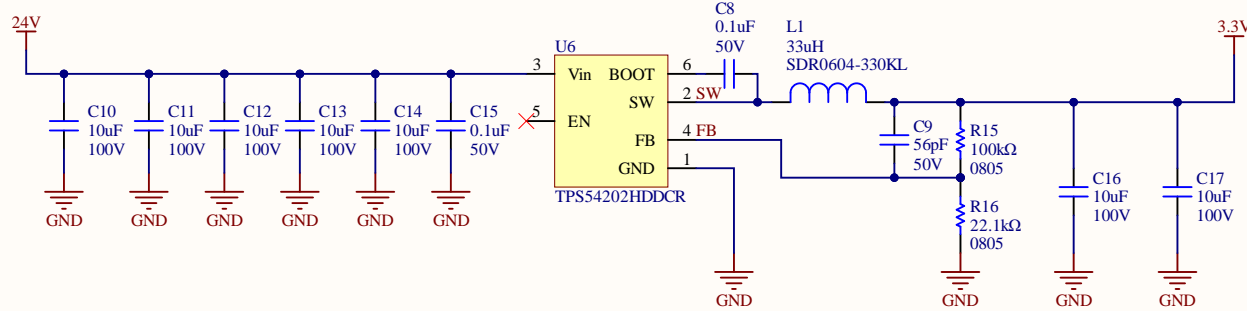 24V
C10
10uF
100V
GND
C11
10uF
100V
GND
C12
10uF
100V
GND
C13
10uF
100V
GND
C14
10uF
100V
GND
C15
0.1uF
50V
GND
U6
3
Vin
5
EN
BOOT
6
SW
2
SW
FB
4
FB
GND
1
TPS54202HDDCR
GND
C8
0.1uF
50V
L1
33uH
SDR0604-330KL
C9
56pF
50V
R15
100kΩ
0805
R16
22.1kΩ
0805
GND
C16
10uF
100V
GND
C17
10uF
100V
GND
3.3V